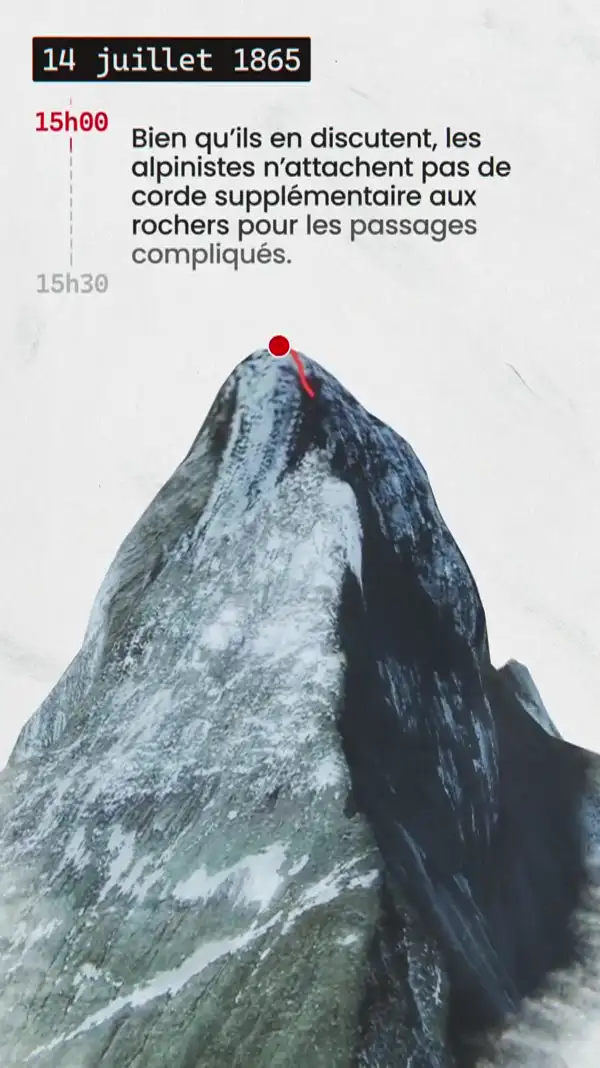 14 juillet 1865
15h00
Bien qu’ils en discutent, les
alpinistes n’attachent pas de
corde supplémentaire aux
rochers pour les passages
compliqués.
15h30